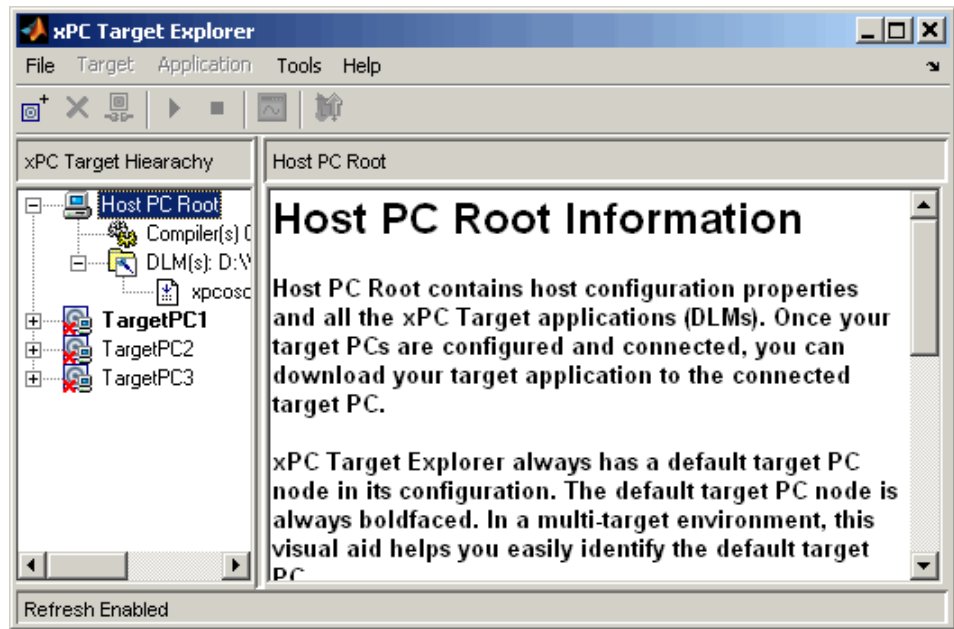 xPC Target Explorer
File Target Application Tools Help
xPC Target Hiearachy
Host PC Root
Host PC Root
Compiler(s)
DLM(s): D:\
xpcosc
TargetPC1
TargetPC2
TargetPC3
Host PC Root Information
Host PC Root contains host configuration properties
and all the xPC Target applications (DLMs). Once your
target PCs are configured and connected, you can
download your target application to the connected
target PC.
xPC Target Explorer always has a default target PC
node in its configuration. The default target PC node is
always boldfaced. In a multi-target environment, this
visual aid helps you easily identify the default target
PC
Refresh Enabled